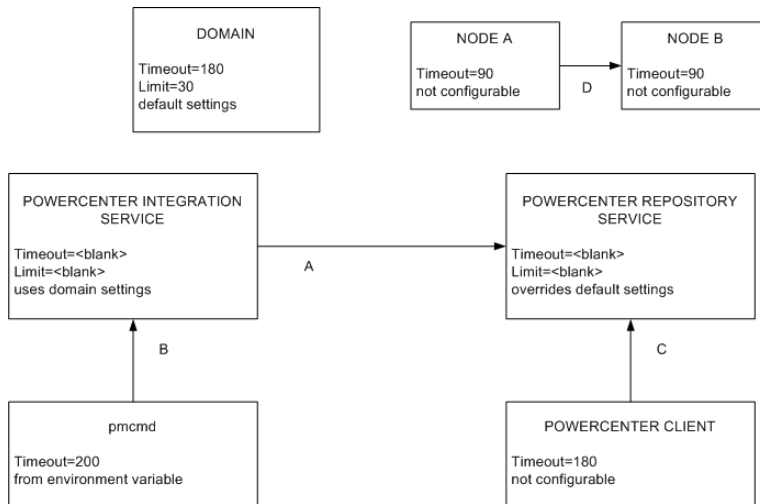 DOMAIN
Timeout=180
Limit=30
default settings
NODE A
Timeout=90
not configurable
D
NODE B
Timeout=90
not configurable
POWERCENTER INTEGRATION
SERVICE
Timeout=<blank>
Limit=<blank>
uses domain settings
A
POWERCENTER REPOSITORY
SERVICE
Timeout=<blank>
Limit=<blank>
overrides default settings
B
C
pmcmd
Timeout=200
from environment variable
POWERCENTER CLIENT
Timeout=180
not configurable